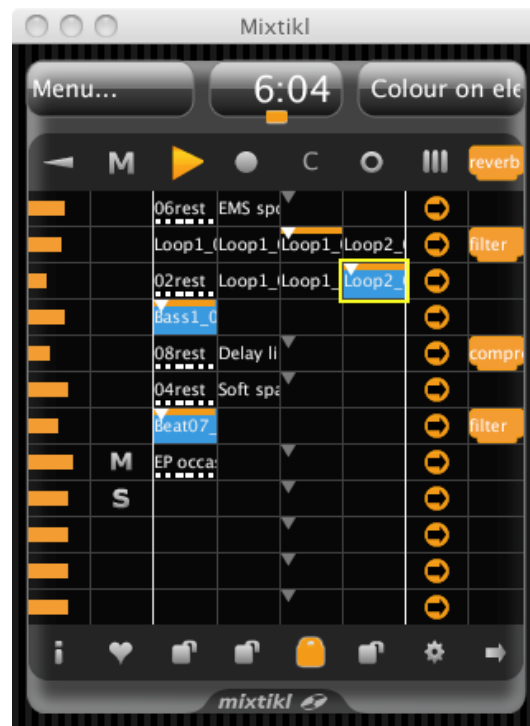 Mixtikl
Menu... 6:04 Colour on ele
M C reverb
06rest EMS spo
Loop1_( Loop1_( Loop1_( Loop2_( filter
02rest Loop1_( Loop1_ Loop2_(
Bass1_0
08rest Delay li compre
04rest Soft spa
Beat07_ filter
M EP occa
S
i
mixtikl